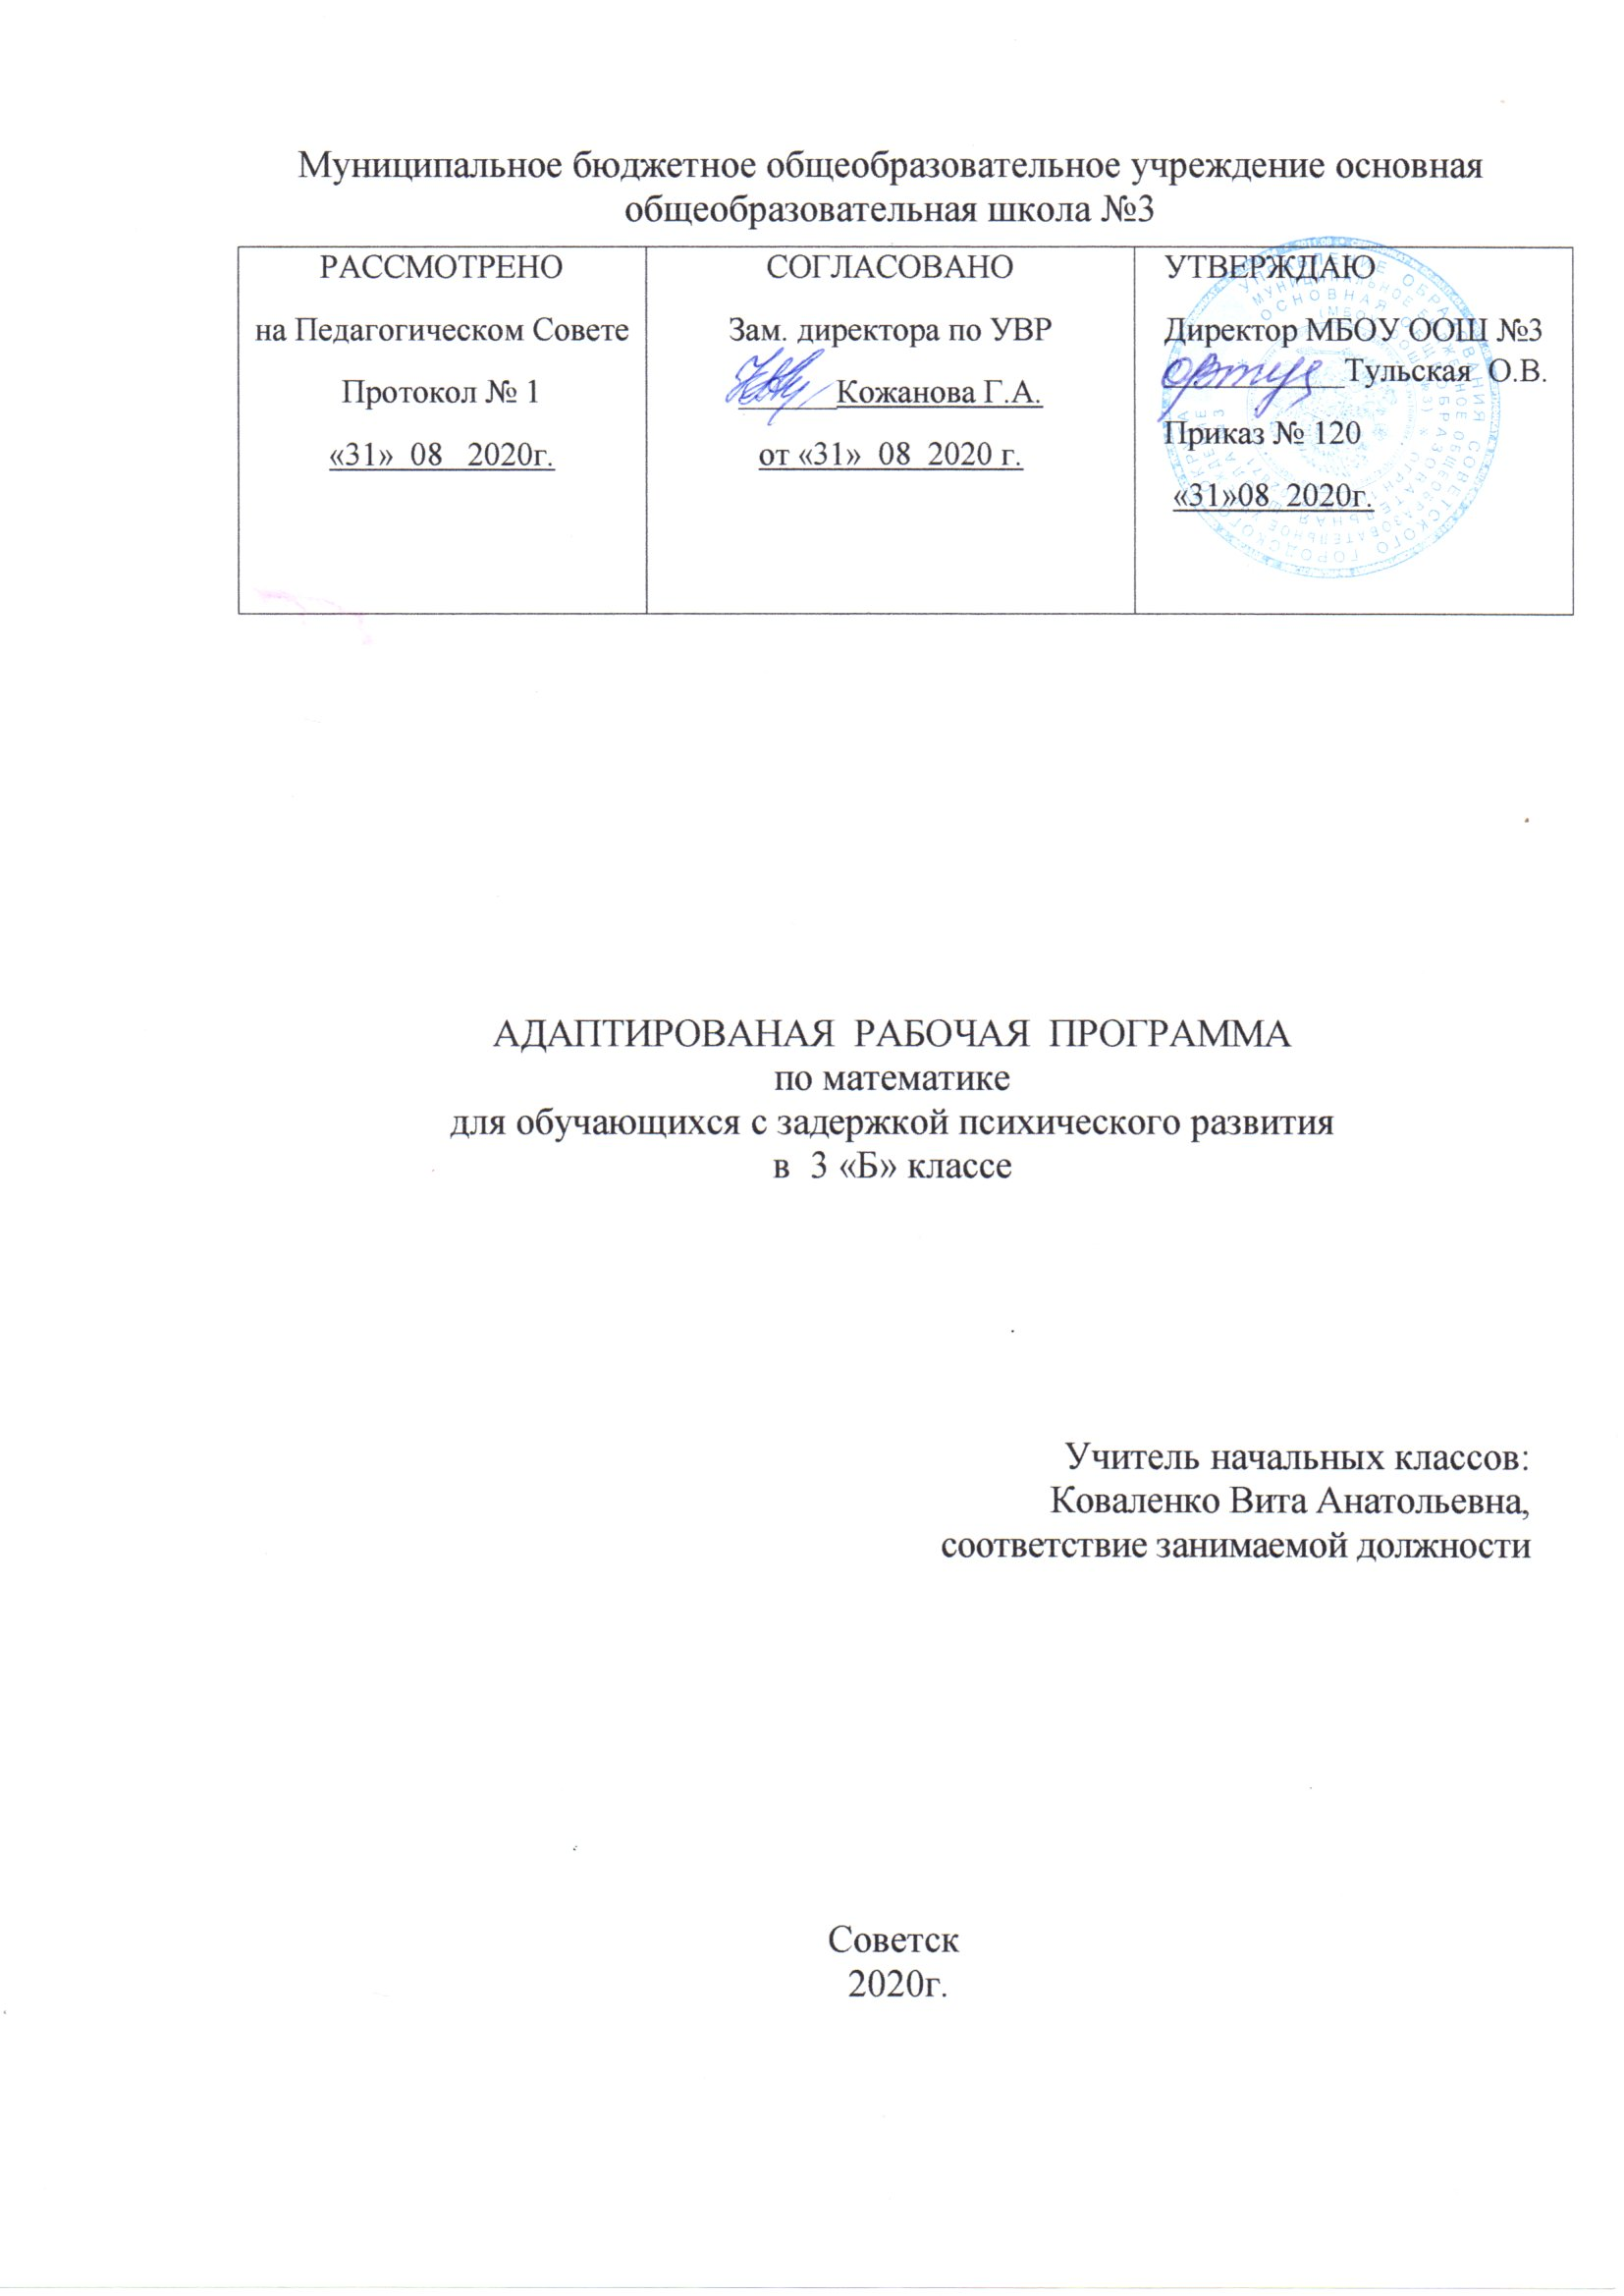 Муниципальное бюджетное общеобразовательное учреждение основная
общеобразовательная школа №3
РАССМОТРЕНО
на Педагогическом Совете
Протокол № 1
«31» 08 2020г.
СОГЛАСОВАНО
Зам. директора по УВР
______Кожанова Г.А.
от «31» 08 2020 г.
УТВЕРЖДАЮ
Директор МБОУ ООШ №3
___________Тульская О.В.
Приказ № 120
«31»08 2020г.
АДАПТИРОВАНАЯ РАБОЧАЯ ПРОГРАММА
по математике
для обучающихся с задержкой психического развития
в 3 «Б» классе
Учитель начальных классов:
Коваленко Вита Анатольевна,
соответствие занимаемой должности
Советск
2020г.